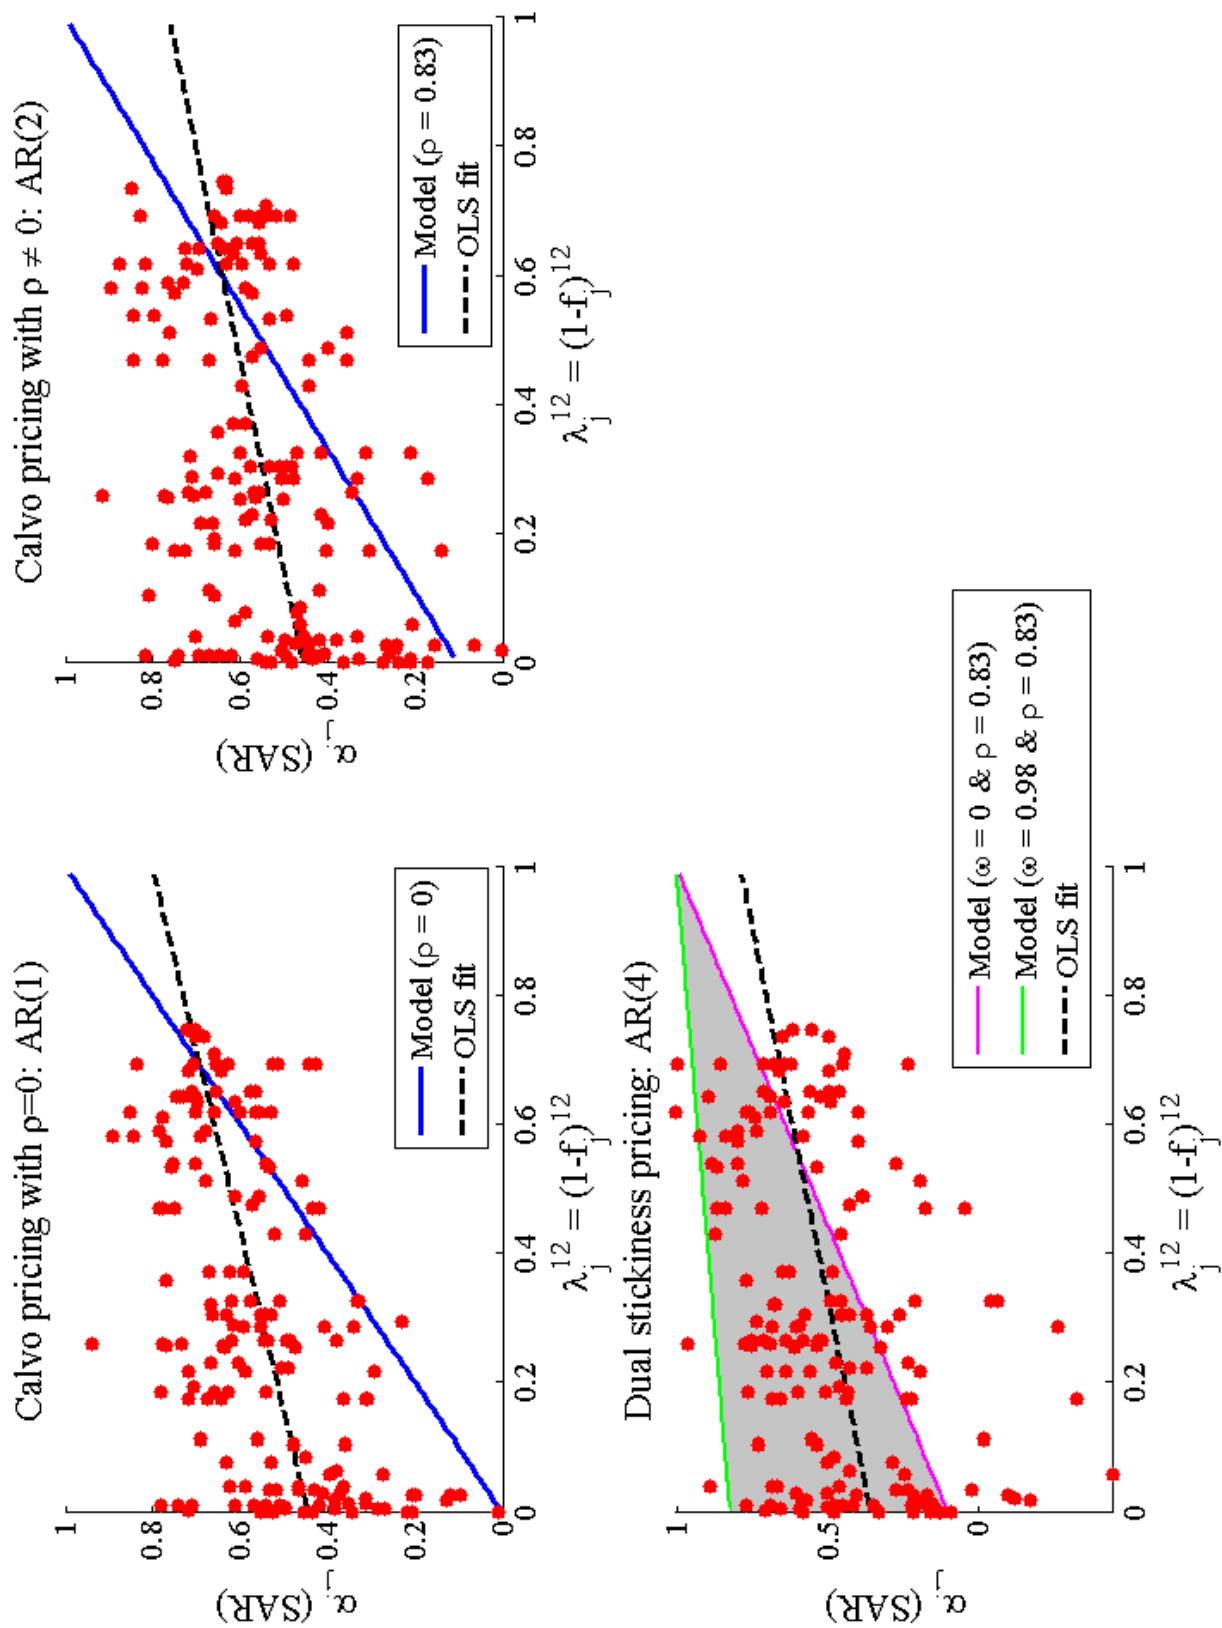 Calvo pricing with ρ=0: AR(1)
1
0.8
0.6
0.4
0.2
0
α_j (SAR)
0
0.2
0.4
0.6
0.8
1
λ_j^12 = (1-f_j)^12
Model (ρ = 0)
OLS fit
Calvo pricing with ρ ≠ 0: AR(2)
1
0.8
0.6
0.4
0.2
0
α_j (SAR)
0
0.2
0.4
0.6
0.8
1
λ_j^12 = (1-f_j)^12
Model (ρ = 0.83)
OLS fit
Dual stickiness pricing: AR(4)
1
0.5
0
α_j (SAR)
0
0.2
0.4
0.6
0.8
1
λ_j^12 = (1-f_j)^12
Model (ω = 0 & ρ = 0.83)
Model (ω = 0.98 & ρ = 0.83)
OLS fit